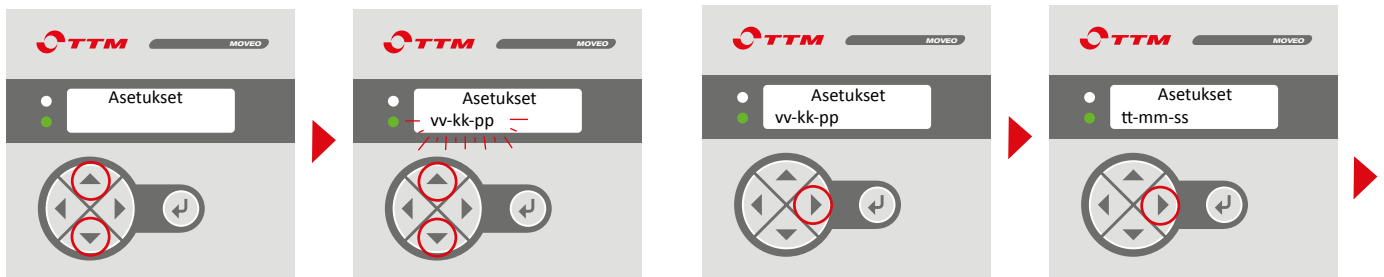 TTM MOVEO
Asetukset
TTM MOVEO
Asetukset
vv-kk-pp
TTM MOVEO
Asetukset
vv-kk-pp
TTM MOVEO
Asetukset
tt-mm-ss